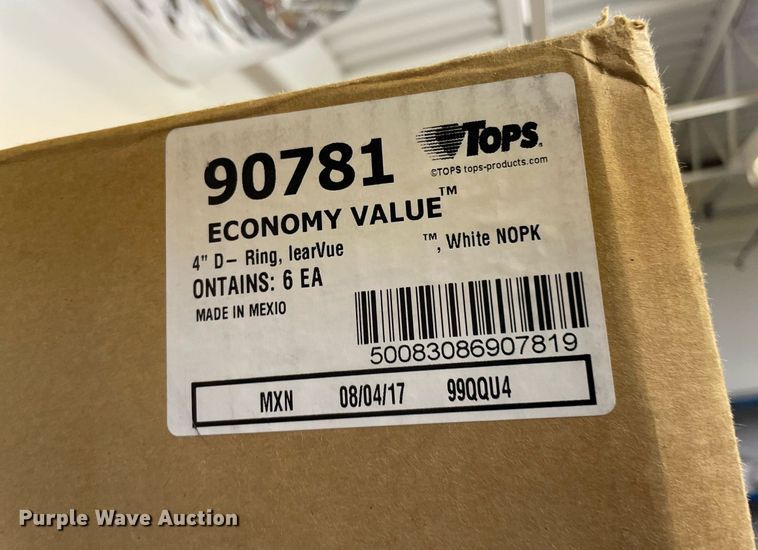 90781
TOPS
©TOPS tops-products.com
ECONOMY VALUE™
4" D– Ring, learVue ™, White NOPK
ONTAINS: 6 EA
MADE IN MEXIO
50083086907819
MXN 08/04/17 99QQU4
Purple Wave Auction